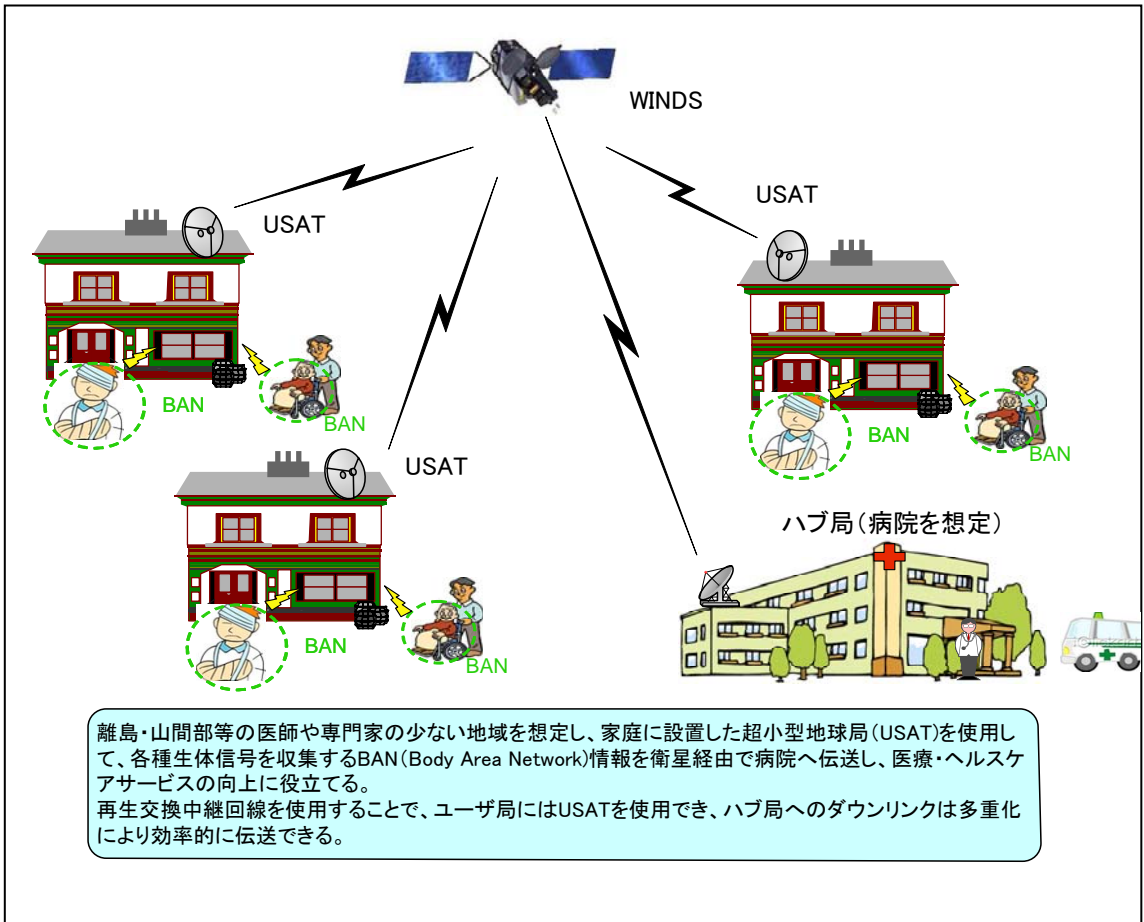 WINDS
USAT
USAT
BAN
BAN
BAN
BAN
USAT
ハブ局(病院を想定)
BAN
BAN
離島・山間部等の医師や専門家の少ない地域を想定し、家庭に設置した超小型地球局(USAT)を使用し
て、各種生体信号を収集するBAN(Body Area Network)情報を衛星経由で病院へ伝送し、医療・ヘルスケ
アサービスの向上に役立てる。
再生交換中継回線を使用することで、ユーザ局にはUSATを使用でき、ハブ局へのダウンリンクは多重化
により効率的に伝送できる。